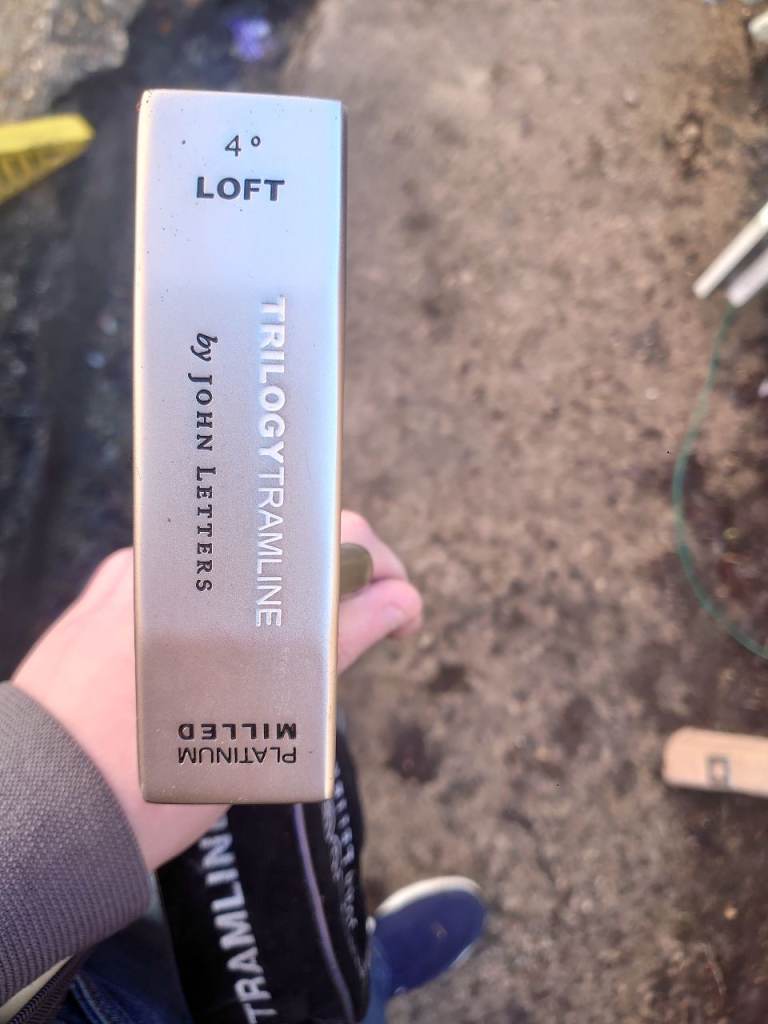 4°
LOFT
TRILOGYTRAMLINE
by JOHN LETTERS
PLATINUM
MILLED
TRAMLINE